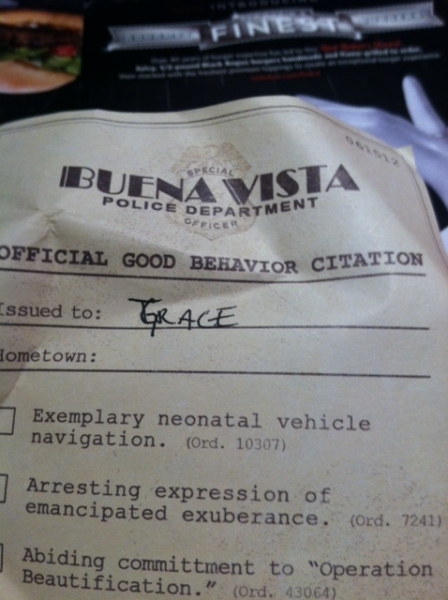 FINEST
061512
SPECIAL
BUENA VISTA
POLICE DEPARTMENT
OFFICER
OFFICIAL GOOD BEHAVIOR CITATION
Issued to: GRACE
Hometown:
Exemplary neonatal vehicle
navigation. (Ord. 10307)
Arresting expression of
emancipated exuberance. (Ord. 7241)
Abiding committment to "Operation
Beautification." (Ord. 43064)